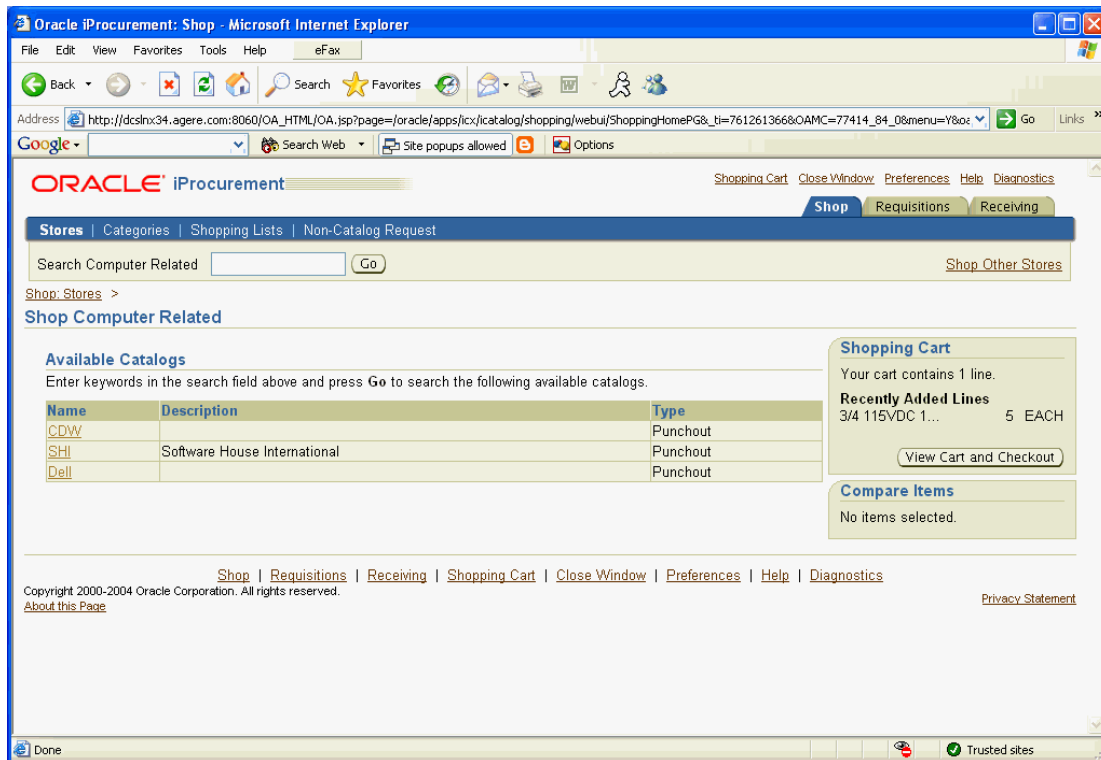 Oracle iProcurement: Shop - Microsoft Internet Explorer
File Edit View Favorites Tools Help eFax
Back Search Favorites
Address http://dcslnx34.agere.com:8060/OA_HTML/OA.jsp?page=/oracle/apps/icx/icatalog/shopping/webui/ShoppingHomePG&_ti=761261366&OAMC=77414_84_0&menu=Y&oa Go Links »
Google Search Web Site popups allowed Options
ORACLE iProcurement
Shopping Cart Close Window Preferences Help Diagnostics
Shop Requisitions Receiving
Stores | Categories | Shopping Lists | Non-Catalog Request
Search Computer Related Go Shop Other Stores
Shop: Stores >
Shop Computer Related
Available Catalogs
Enter keywords in the search field above and press Go to search the following available catalogs.
Name Description Type
CDW Punchout
SHI Software House International Punchout
Dell Punchout
Shopping Cart
Your cart contains 1 line.
Recently Added Lines
3/4 115VDC 1... 5 EACH
View Cart and Checkout
Compare Items
No items selected.
Shop | Requisitions | Receiving | Shopping Cart | Close Window | Preferences | Help | Diagnostics
Copyright 2000-2004 Oracle Corporation. All rights reserved.
About this Page
Privacy Statement
Done
Trusted sites